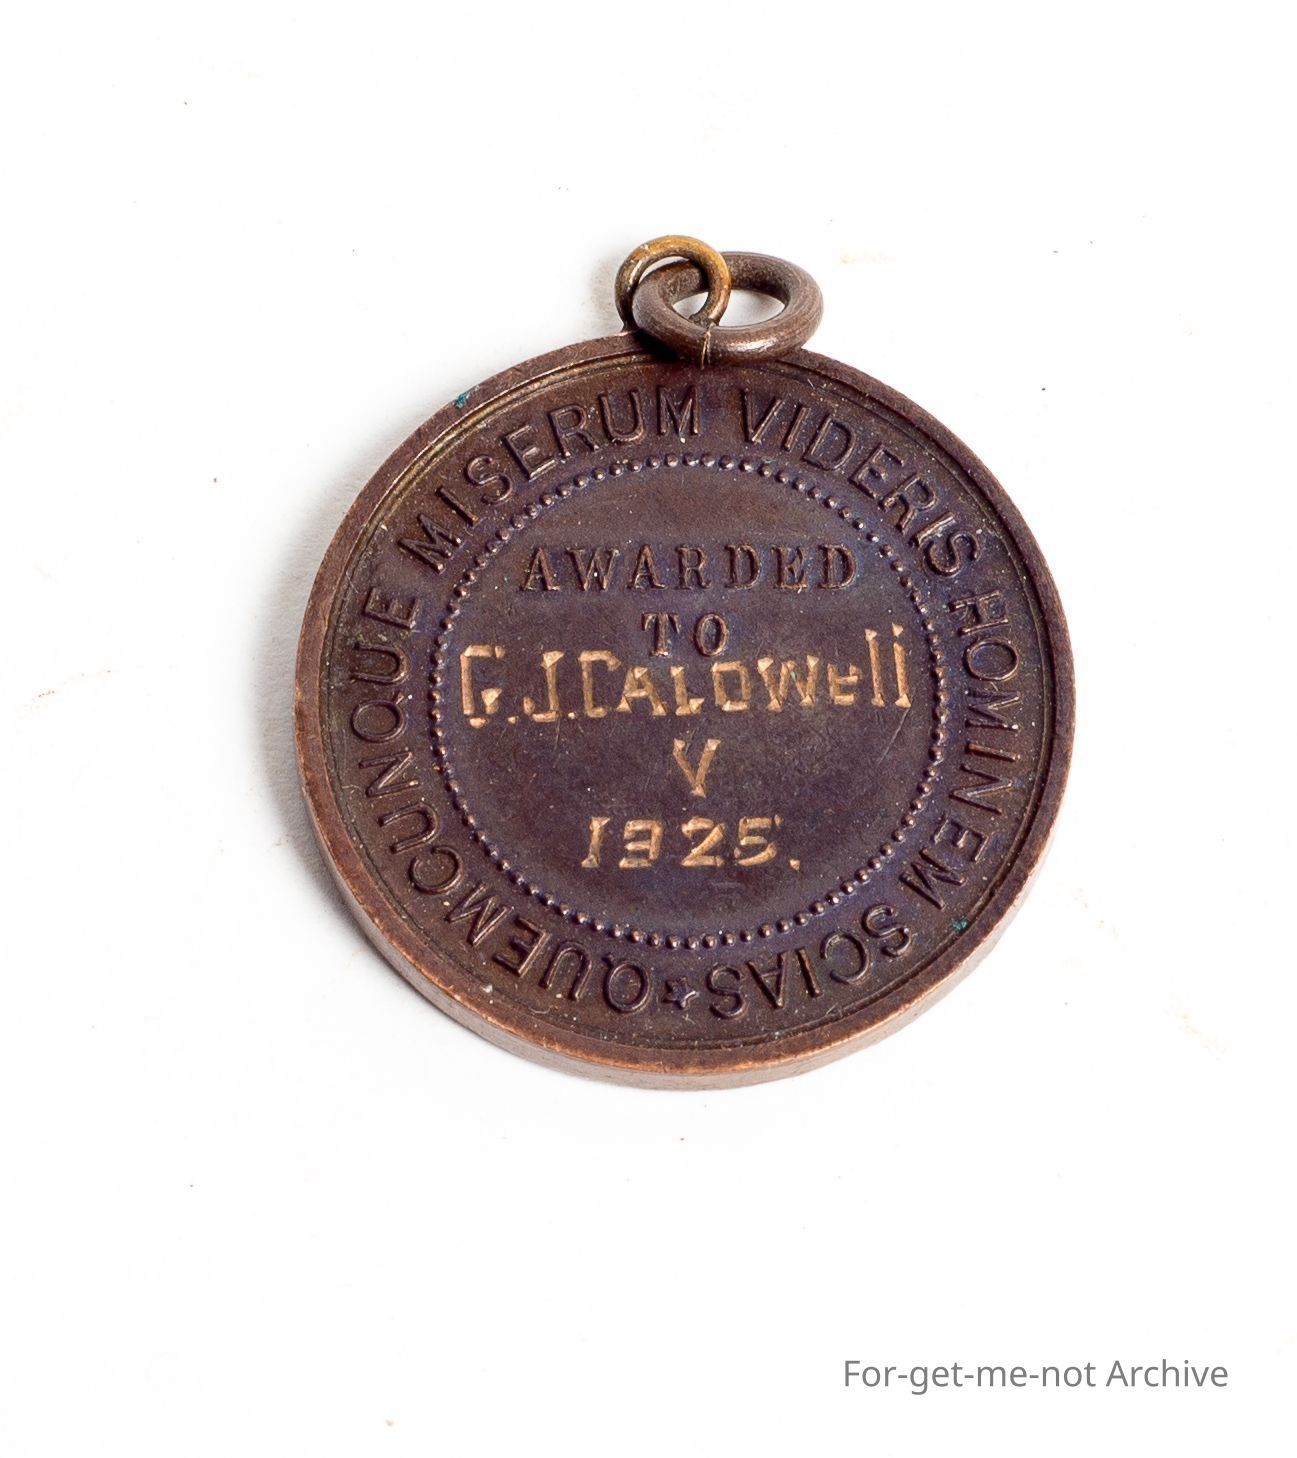 QUEMCUNQUE MISERUM VIDERIS HOMINEM SCIAS
AWARDED
TO
G.J.CALDWEll
V
1925.
For-get-me-not Archive